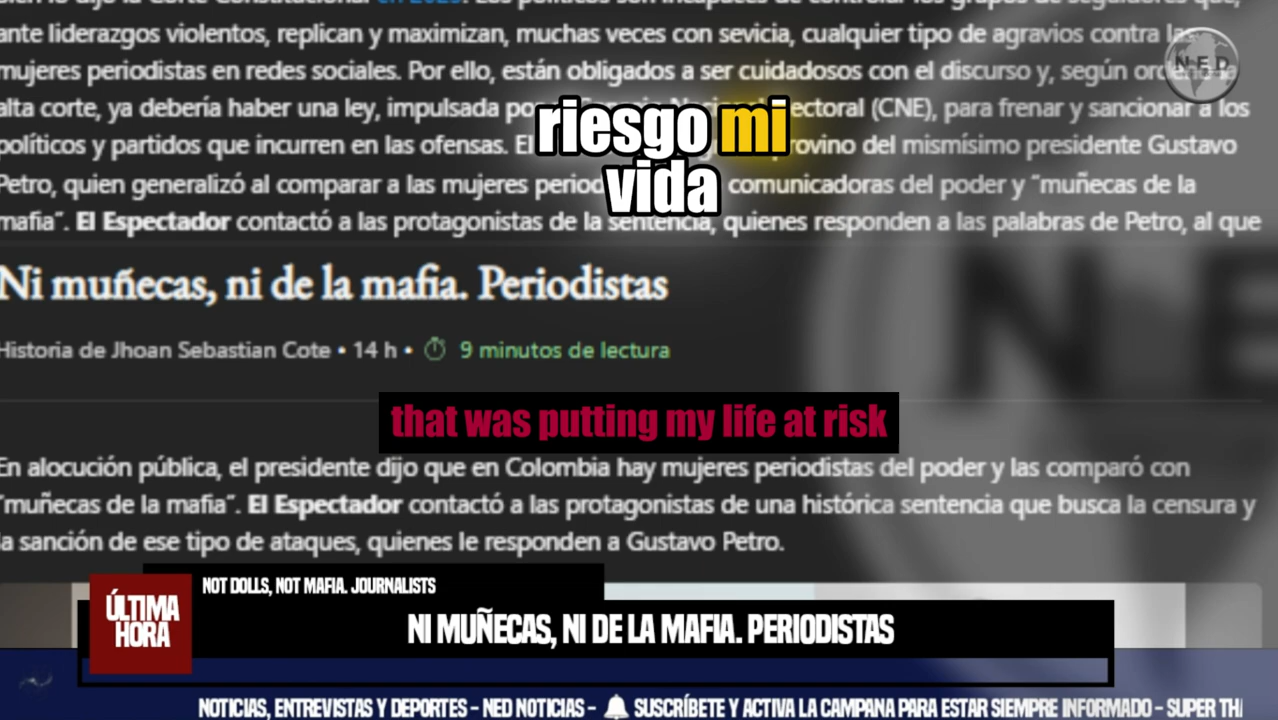 ante liderazgos violentos, replican y maximizan, muchas veces con sevicia, cualquier tipo de agravios contra las
mujeres periodistas en redes sociales. Por ello, están obligados a ser cuidadosos con el discurso y, según ordenó la
alta corte, ya debería haber una ley, impulsada po ectoral (CNE), para frenar y sancionar a los
políticos y partidos que incurren en las ofensas. El provino del mismísimo presidente Gustavo
Petro, quien generalizó al comparar a las mujeres period comunicadoras del poder y "muñecas de la
mafia". El Espectador contactó a las protagonistas de la sentencia, quienes responden a las palabras de Petro, al que
riesgo mi
vida
NED
Ni muñecas, ni de la mafia. Periodistas
Historia de Jhoan Sebastian Cote • 14 h • 9 minutos de lectura
that was putting my life at risk
En alocución pública, el presidente dijo que en Colombia hay mujeres periodistas del poder y las comparó con
"muñecas de la mafia". El Espectador contactó a las protagonistas de una histórica sentencia que busca la censura y
la sanción de ese tipo de ataques, quienes le responden a Gustavo Petro.
NOT DOLLS, NOT MAFIA. JOURNALISTS
ÚLTIMA
HORA
NI MUÑECAS, NI DE LA MAFIA. PERIODISTAS
NOTICIAS, ENTREVISTAS Y DEPORTES - NED NOTICIAS - 🔔 SUSCRÍBETE Y ACTIVA LA CAMPANA PARA ESTAR SIEMPRE INFORMADO - SUPER TH